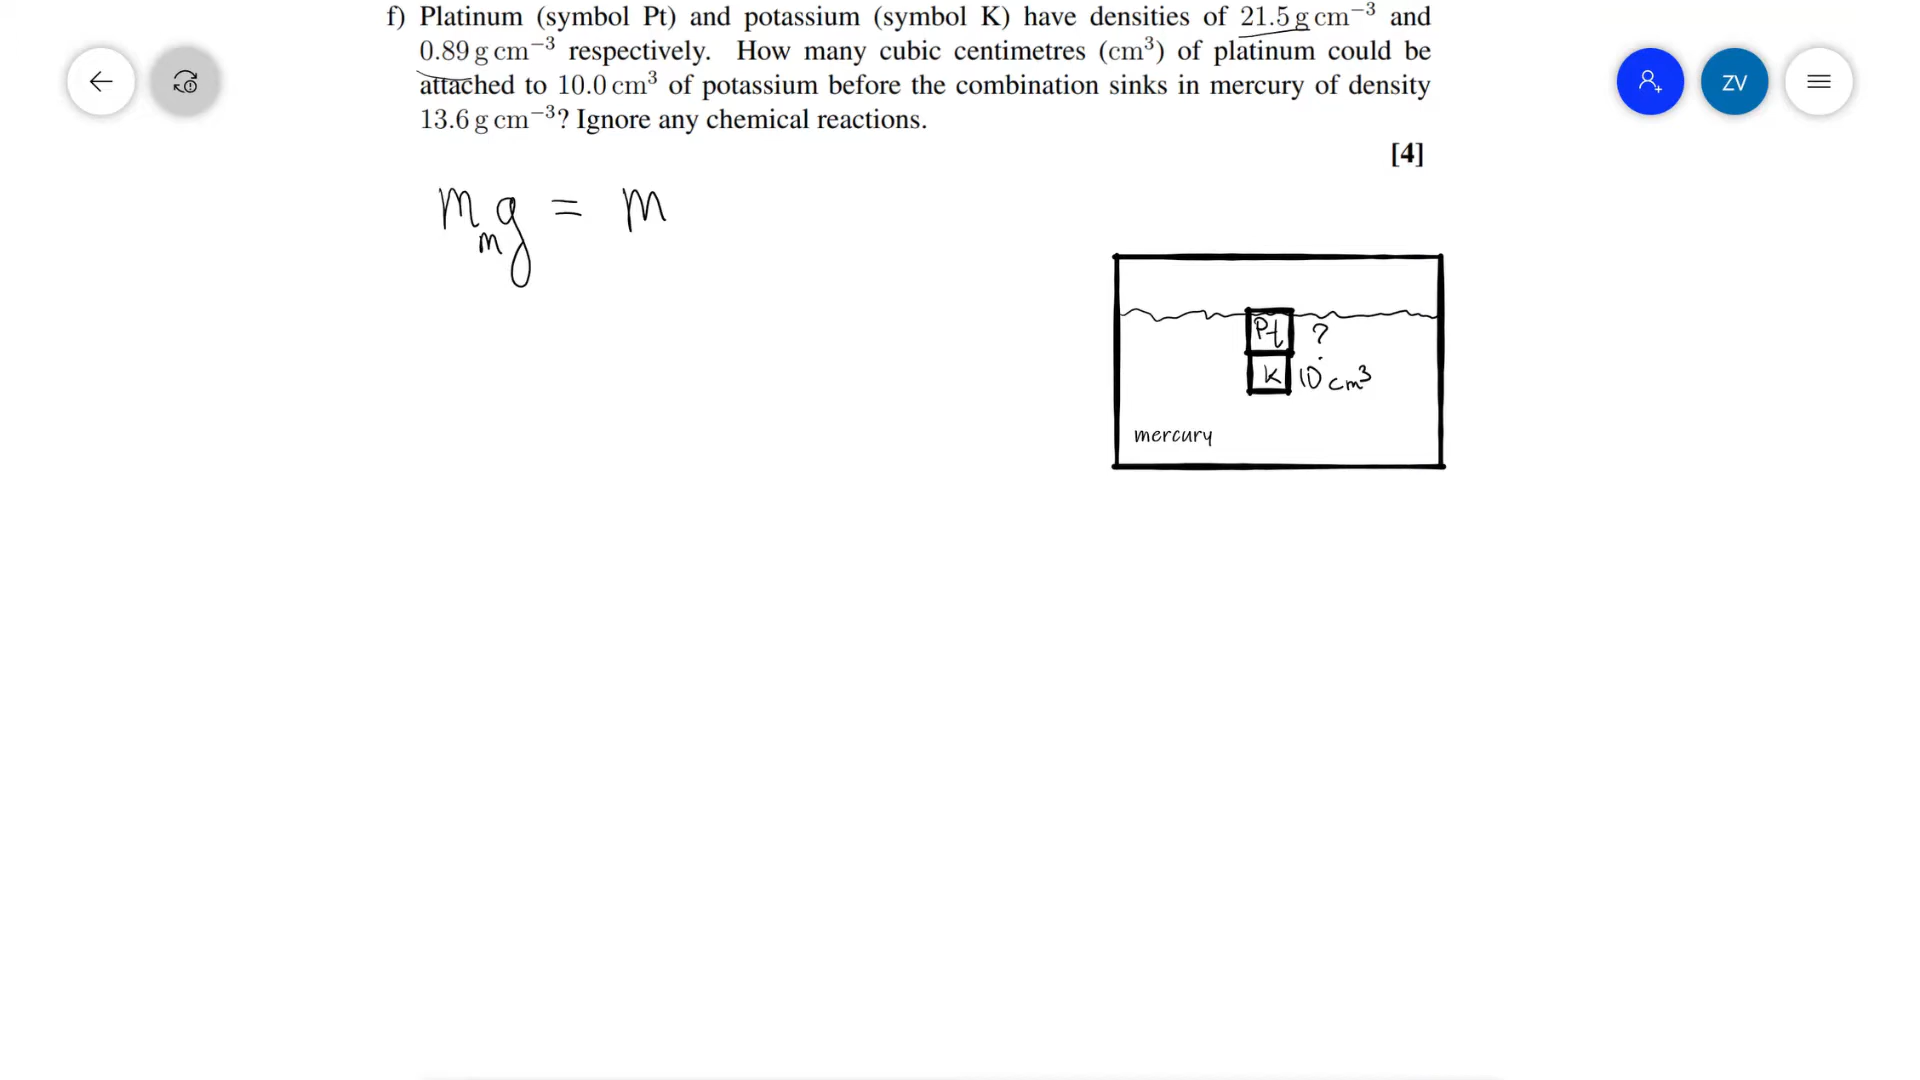 f) Platinum (symbol Pt) and potassium (symbol K) have densities of 21.5 g cm⁻³ and
0.89 g cm⁻³ respectively. How many cubic centimetres (cm³) of platinum could be
attached to 10.0 cm³ of potassium before the combination sinks in mercury of density
13.6 g cm⁻³? Ignore any chemical reactions.
[4]
ZV
mₘg = m
Pt ?
K 10 cm³
mercury